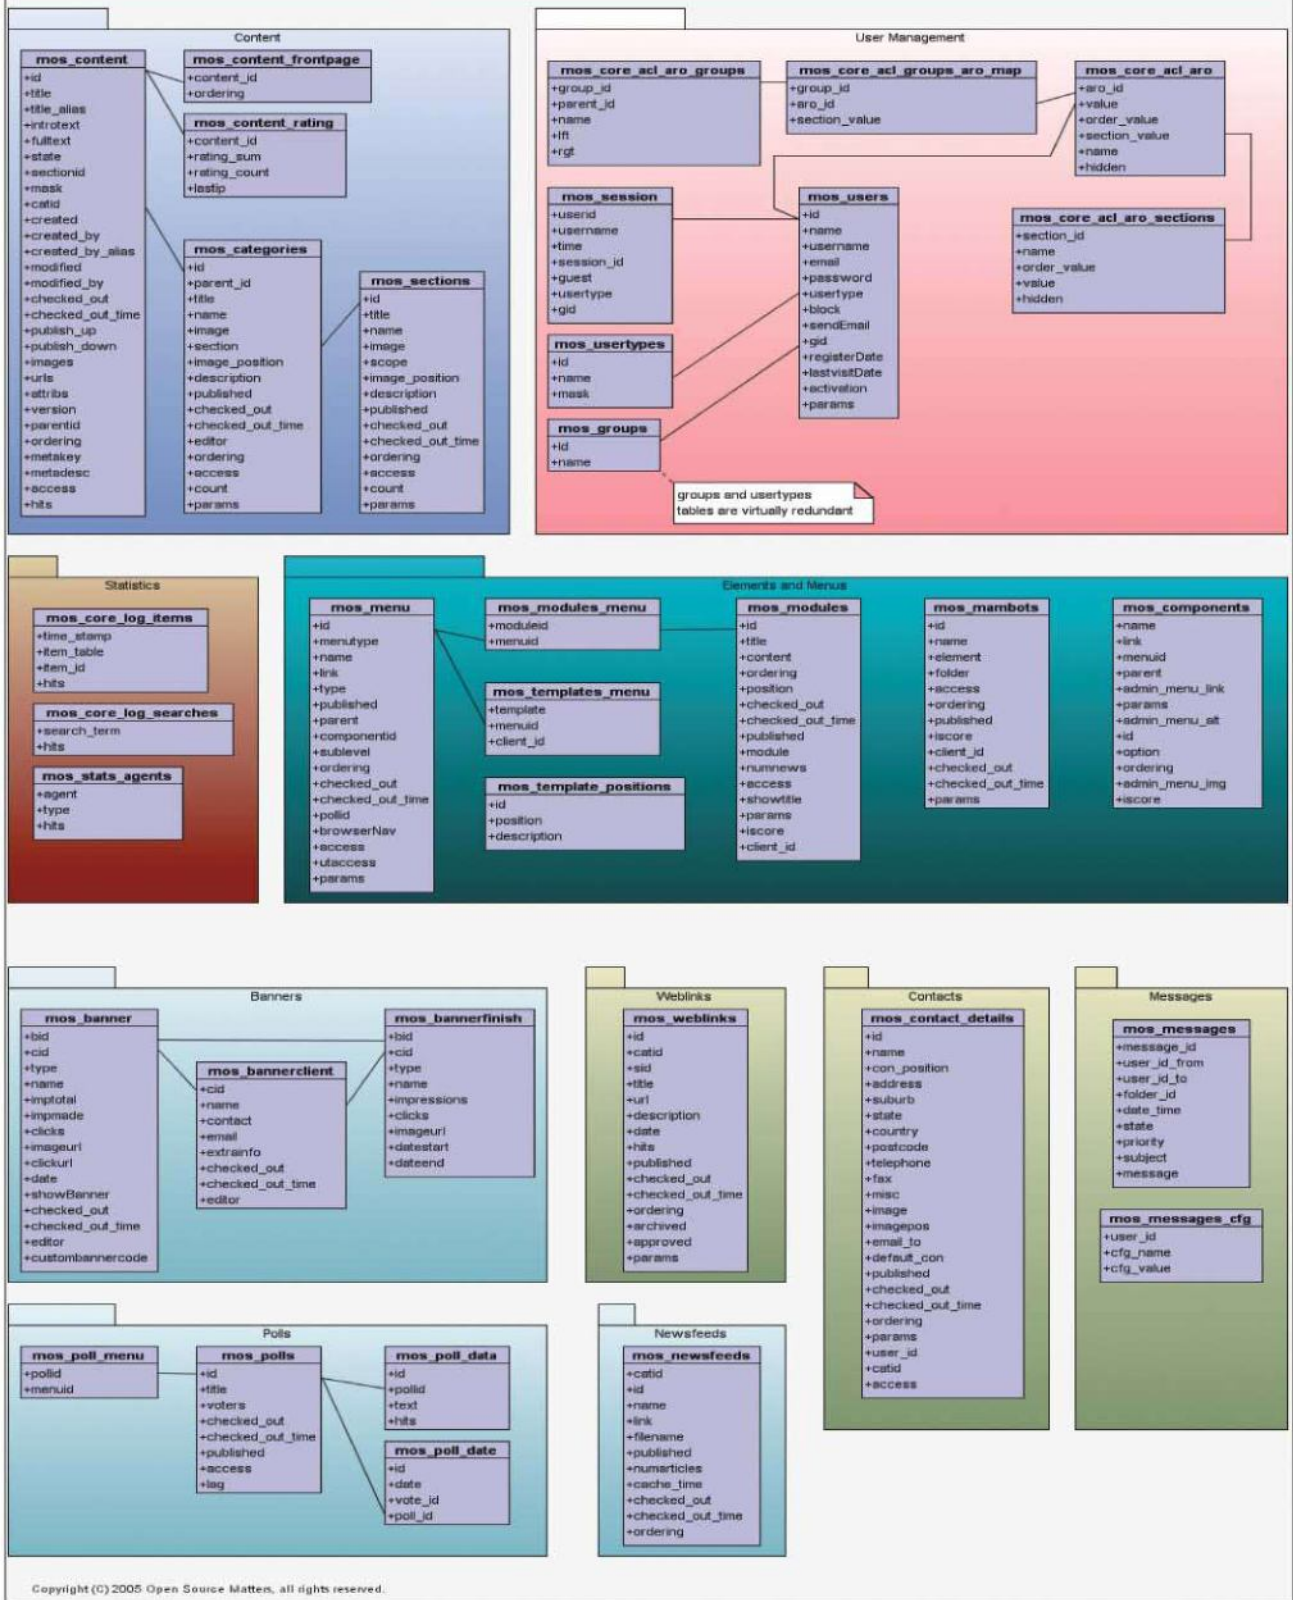 Content
mos_content
+id
+title
+title_alias
+introtext
+fulltext
+state
+sectionid
+mask
+catid
+created
+created_by
+created_by_alias
+modified
+modified_by
+checked_out
+checked_out_time
+publish_up
+publish_down
+images
+urls
+attribs
+version
+parentid
+ordering
+metakey
+metadesc
+access
+hits
mos_content_frontpage
+content_id
+ordering
mos_content_rating
+content_id
+rating_sum
+rating_count
+lastip
mos_categories
+id
+parent_id
+title
+name
+image
+section
+image_position
+description
+published
+checked_out
+checked_out_time
+editor
+ordering
+access
+count
+params
mos_sections
+id
+title
+name
+image
+scope
+image_position
+description
+published
+checked_out
+checked_out_time
+ordering
+access
+count
+params
User Management
mos_core_acl_aro_groups
+group_id
+parent_id
+name
+lft
+rgt
mos_core_acl_groups_aro_map
+group_id
+aro_id
+section_value
mos_core_acl_aro
+aro_id
+value
+order_value
+section_value
+name
+hidden
mos_session
+userid
+username
+time
+session_id
+guest
+usertype
+gid
mos_users
+id
+name
+username
+email
+password
+usertype
+block
+sendEmail
+gid
+registerDate
+lastvisitDate
+activation
+params
mos_core_acl_aro_sections
+section_id
+name
+order_value
+value
+hidden
mos_usertypes
+id
+name
+mask
mos_groups
+id
+name
groups and usertypes
tables are virtually redundant
Statistics
mos_core_log_items
+time_stamp
+item_table
+item_id
+hits
mos_core_log_searches
+search_term
+hits
mos_stats_agents
+agent
+type
+hits
Elements and Menus
mos_menu
+id
+menutype
+name
+link
+type
+published
+parent
+componentid
+sublevel
+ordering
+checked_out
+checked_out_time
+pollid
+browserNav
+access
+utaccess
+params
mos_modules_menu
+moduleid
+menuid
mos_templates_menu
+template
+menuid
+client_id
mos_template_positions
+id
+position
+description
mos_modules
+id
+title
+content
+ordering
+position
+checked_out
+checked_out_time
+published
+module
+numnews
+access
+showtitle
+params
+iscore
+client_id
mos_mambots
+id
+name
+element
+folder
+access
+ordering
+published
+iscore
+client_id
+checked_out
+checked_out_time
+params
mos_components
+name
+link
+menuid
+parent
+admin_menu_link
+params
+admin_menu_alt
+id
+option
+ordering
+admin_menu_img
+iscore
Banners
mos_banner
+bid
+cid
+type
+name
+imptotal
+impmade
+clicks
+imageurl
+clickurl
+date
+showBanner
+checked_out
+checked_out_time
+editor
+custombannercode
mos_bannerclient
+cid
+name
+contact
+email
+extrainfo
+checked_out
+checked_out_time
+editor
mos_bannerfinish
+bid
+cid
+type
+name
+impressions
+clicks
+imageurl
+datestart
+dateend
Weblinks
mos_weblinks
+id
+catid
+sid
+title
+url
+description
+date
+hits
+published
+checked_out
+checked_out_time
+ordering
+archived
+approved
+params
Contacts
mos_contact_details
+id
+name
+con_position
+address
+suburb
+state
+country
+postcode
+telephone
+fax
+misc
+image
+imagepos
+email_to
+default_con
+published
+checked_out
+checked_out_time
+ordering
+params
+user_id
+catid
+access
Messages
mos_messages
+message_id
+user_id_from
+user_id_to
+folder_id
+date_time
+state
+priority
+subject
+message
mos_messages_cfg
+user_id
+cfg_name
+cfg_value
Polls
mos_poll_menu
+pollid
+menuid
mos_polls
+id
+title
+voters
+checked_out
+checked_out_time
+published
+access
+lag
mos_poll_data
+id
+pollid
+text
+hits
mos_poll_date
+id
+date
+vote_id
+poll_id
Newsfeeds
mos_newsfeeds
+catid
+id
+name
+link
+filename
+published
+numarticles
+cache_time
+checked_out
+checked_out_time
+ordering
Copyright (C) 2005 Open Source Matters, all rights reserved.